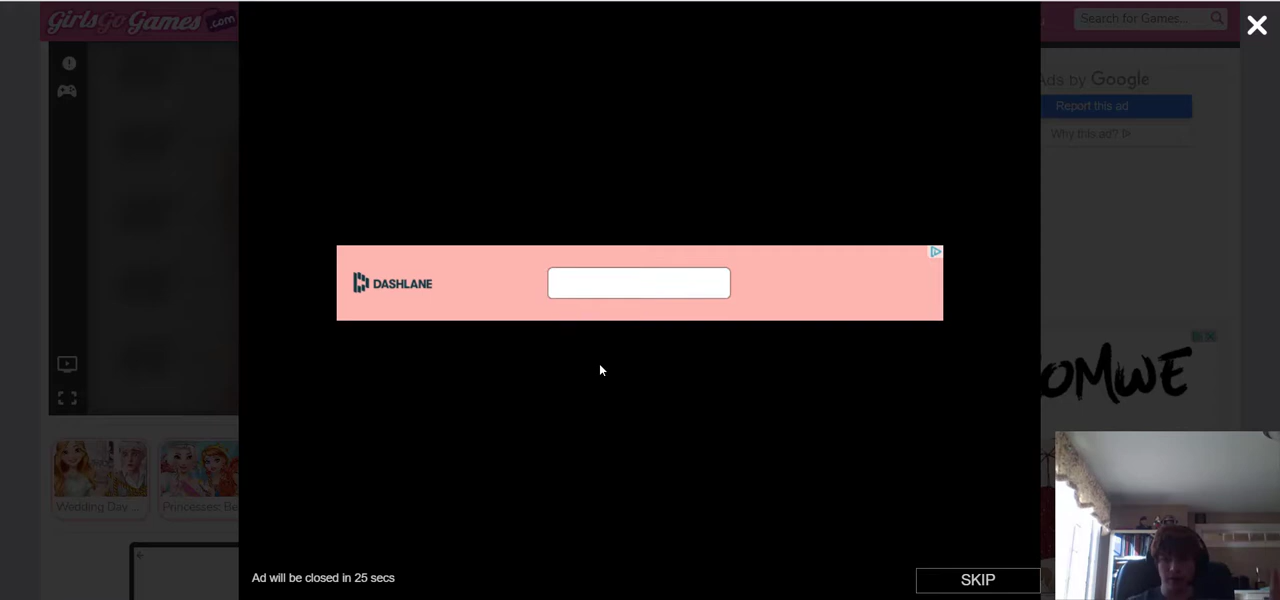 GirlsGoGames .com
Search for Games...
Ads by Google
Report this ad
Why this ad?
DASHLANE
OMWE
Wedding Day ...
Princesses: Be
Ad will be closed in 25 secs
SKIP